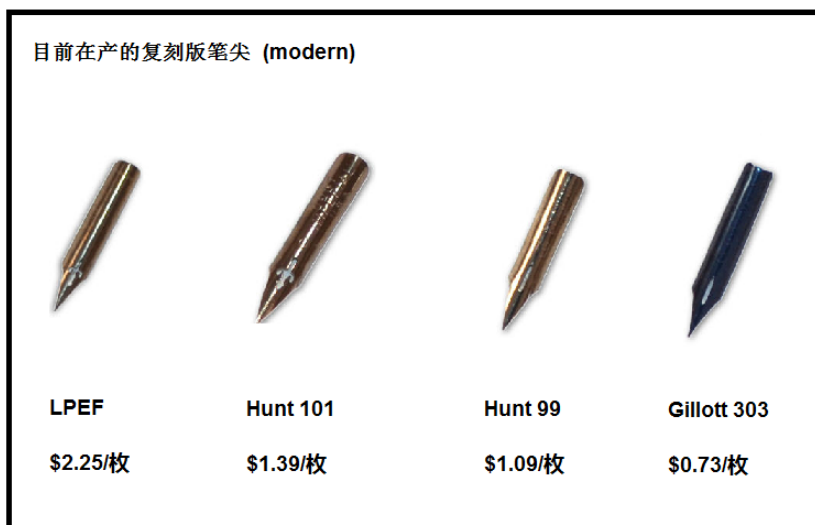 目前在产的复刻版笔尖 (modern)
LPEF Hunt 101 Hunt 99 Gillott 303
$2.25/枚 $1.39/枚 $1.09/枚 $0.73/枚